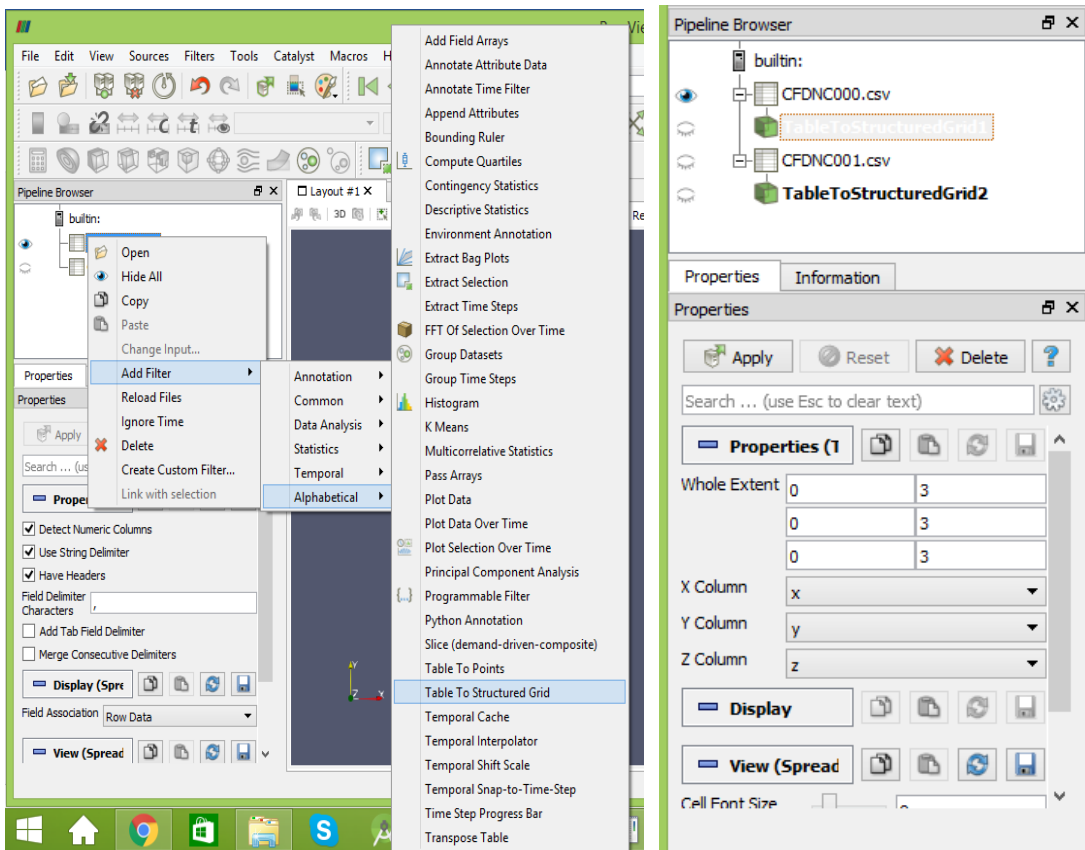 File Edit View Sources Filters Tools Catalyst Macros H
Pipeline Browser
Layout #1 X
builtin:
3D
Re
Open
Hide All
Copy
Paste
Change Input...
Add Filter
Reload Files
Ignore Time
Delete
Create Custom Filter...
Link with selection
Annotation
Common
Data Analysis
Statistics
Temporal
Alphabetical
Add Field Arrays
Annotate Attribute Data
Annotate Time Filter
Append Attributes
Bounding Ruler
Compute Quartiles
Contingency Statistics
Descriptive Statistics
Environment Annotation
Extract Bag Plots
Extract Selection
Extract Time Steps
FFT Of Selection Over Time
Group Datasets
Group Time Steps
Histogram
K Means
Multicorrelative Statistics
Pass Arrays
Plot Data
Plot Data Over Time
Plot Selection Over Time
Principal Component Analysis
Programmable Filter
Python Annotation
Slice (demand-driven-composite)
Table To Points
Table To Structured Grid
Temporal Cache
Temporal Interpolator
Temporal Shift Scale
Temporal Snap-to-Time-Step
Time Step Progress Bar
Transpose Table
Properties
Properties
Apply
Search ... (us
Proper
Detect Numeric Columns
Use String Delimiter
Have Headers
Field Delimiter
Characters ,
Add Tab Field Delimiter
Merge Consecutive Delimiters
Display (Spre
Field Association Row Data
View (Spread
Y
Z X
Pipeline Browser
builtin:
CFDNC000.csv
TableToStructuredGrid1
CFDNC001.csv
TableToStructuredGrid2
Properties Information
Properties
Apply Reset Delete ?
Search ... (use Esc to clear text)
Properties (T
Whole Extent 0 3
0 3
0 3
X Column x
Y Column y
Z Column z
Display
View (Spread
Cell Font Size